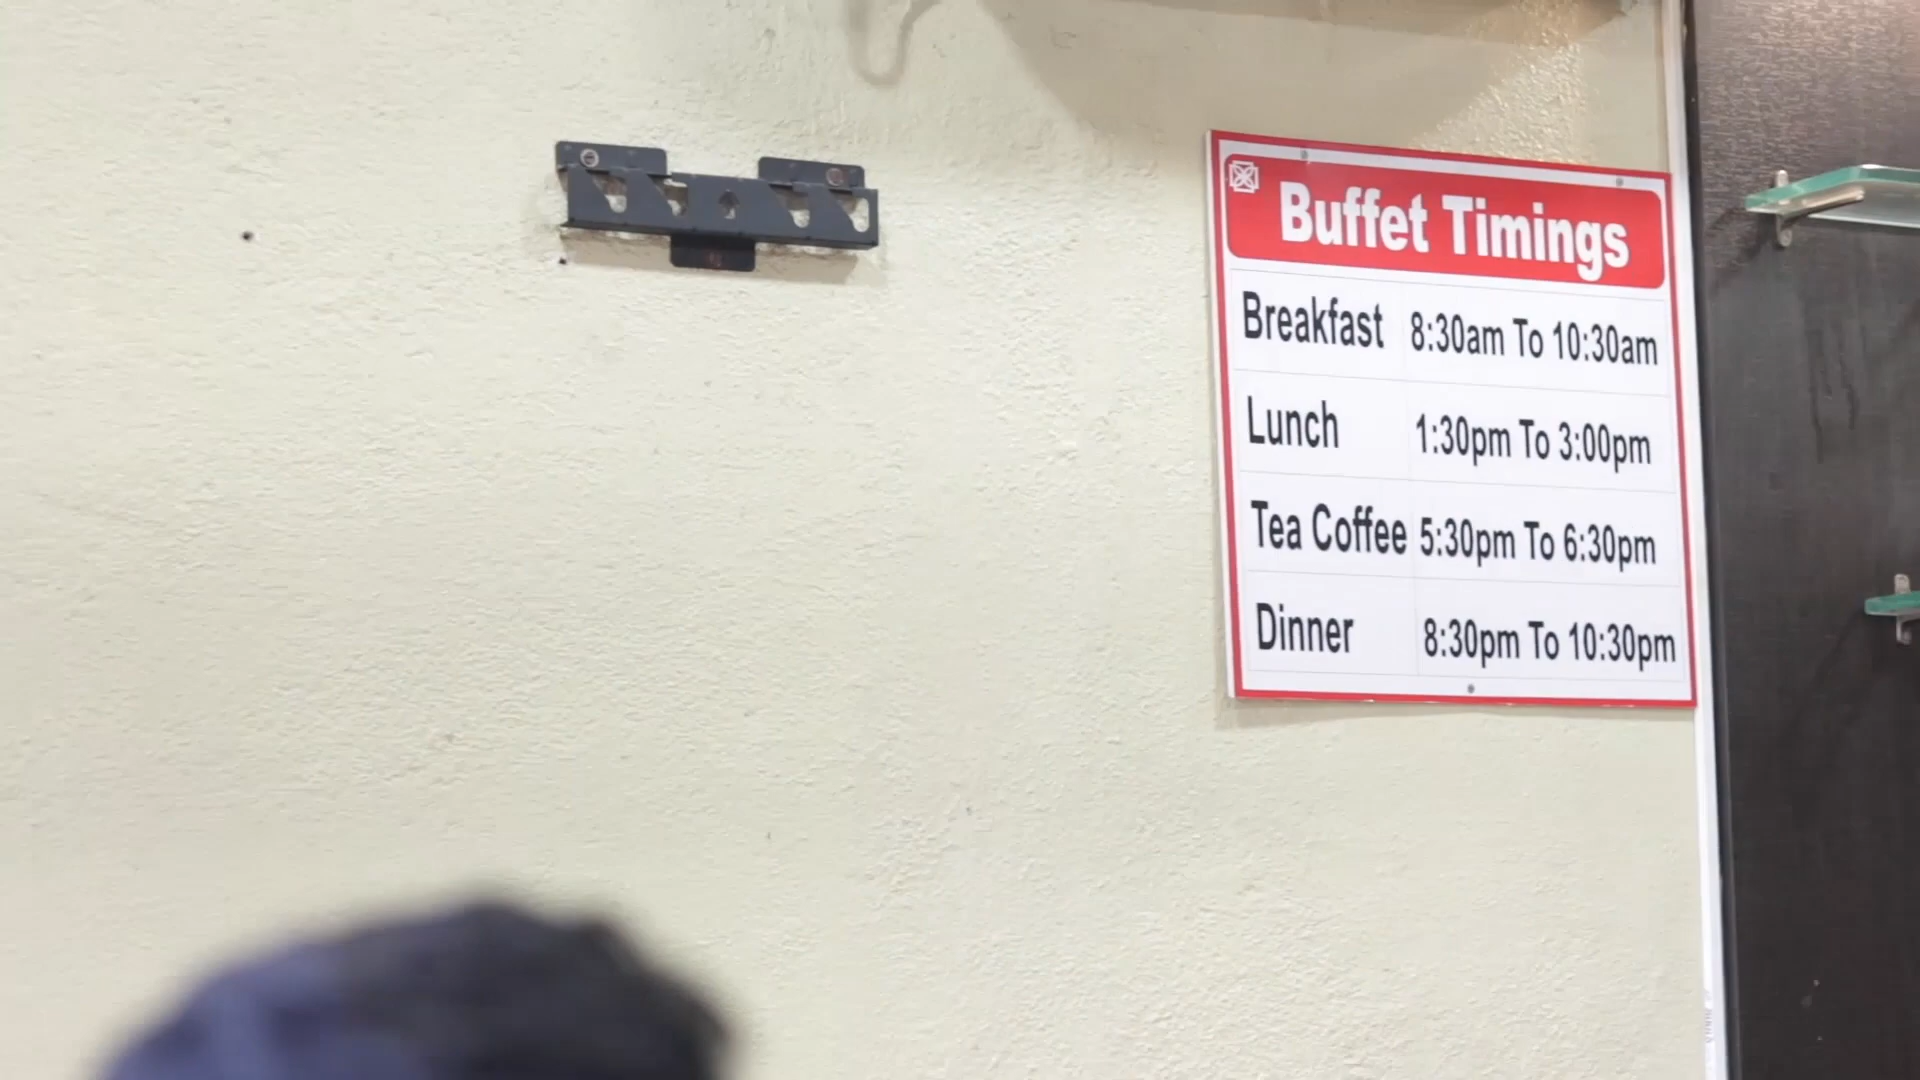 Buffet Timings
Breakfast 8:30am To 10:30am
Lunch 1:30pm To 3:00pm
Tea Coffee 5:30pm To 6:30pm
Dinner 8:30pm To 10:30pm